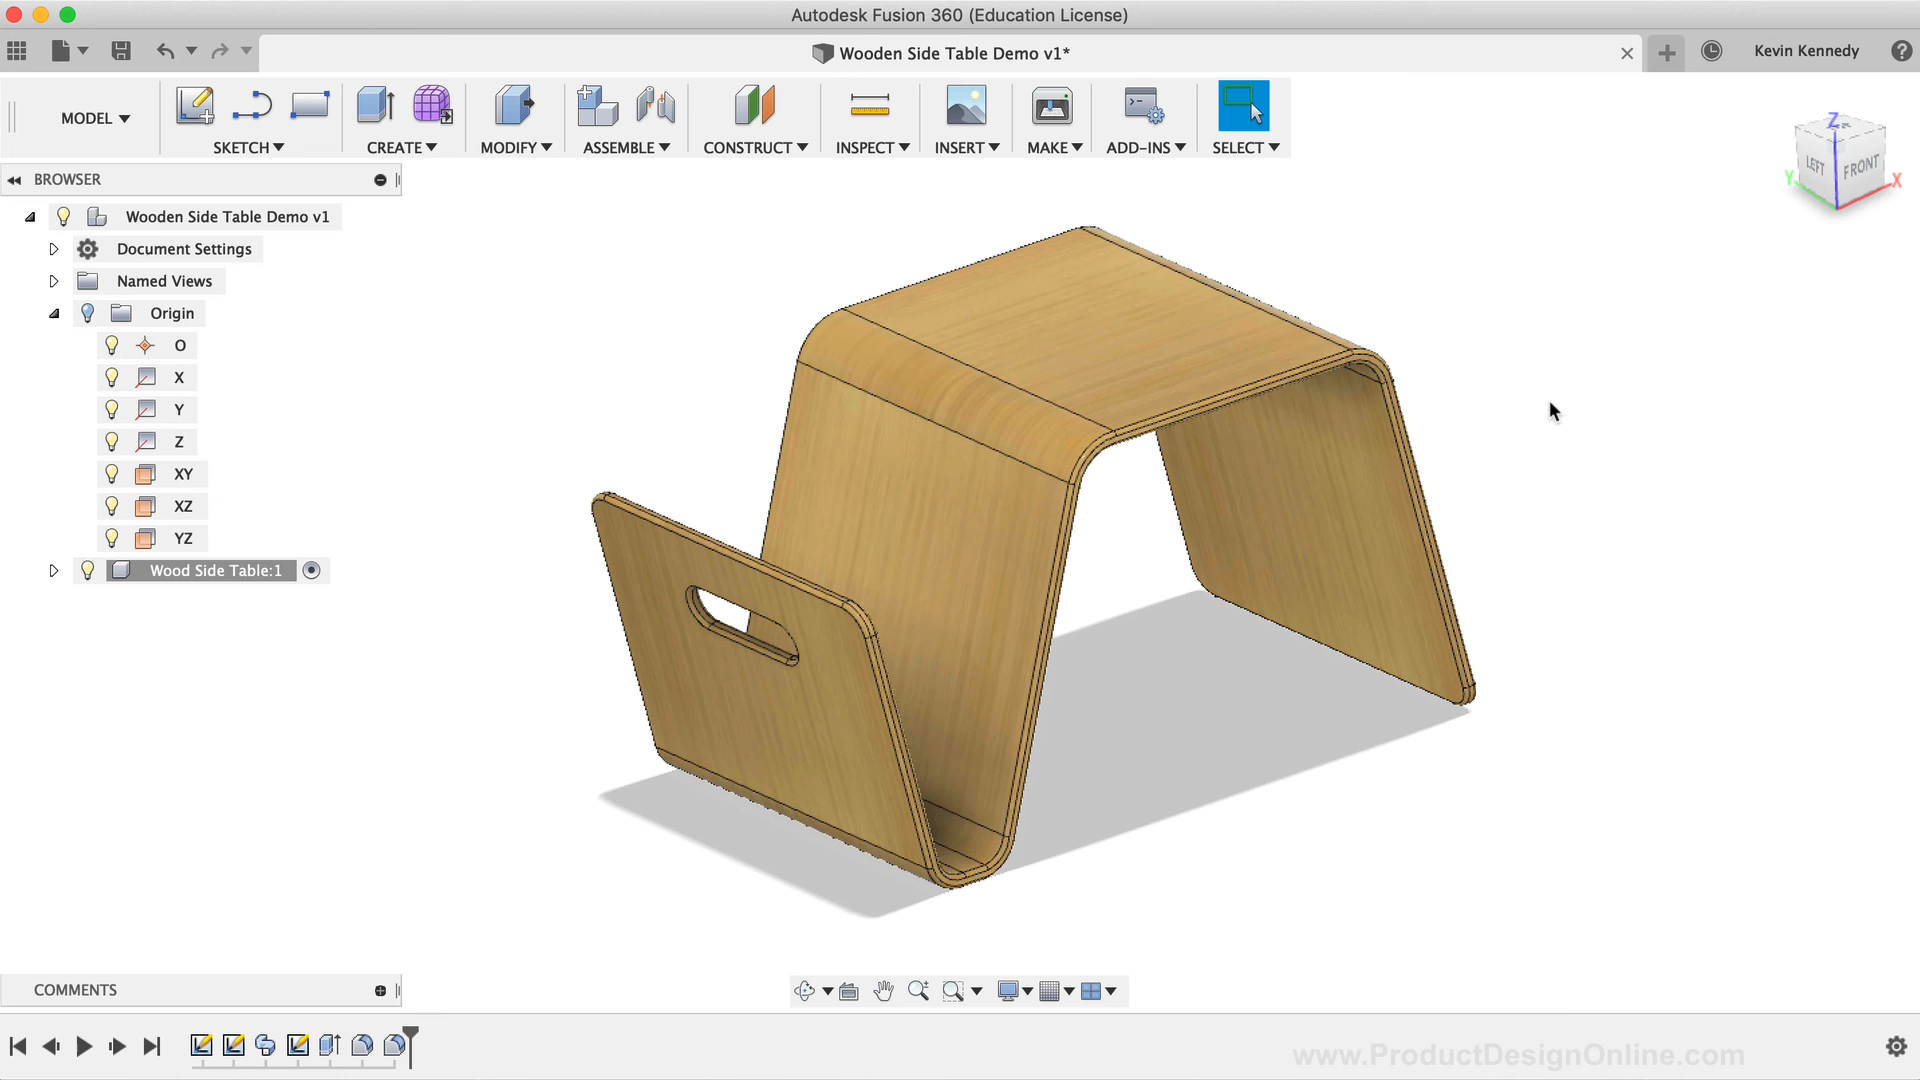 Autodesk Fusion 360 (Education License)
Wooden Side Table Demo v1*
Kevin Kennedy
MODEL
SKETCH
CREATE
MODIFY
ASSEMBLE
CONSTRUCT
INSPECT
INSERT
MAKE
ADD-INS
SELECT
Z
LEFT
FRONT
Y
X
BROWSER
Wooden Side Table Demo v1
Document Settings
Named Views
Origin
O
X
Y
Z
XY
XZ
YZ
Wood Side Table:1
COMMENTS
www.ProductDesignOnline.com